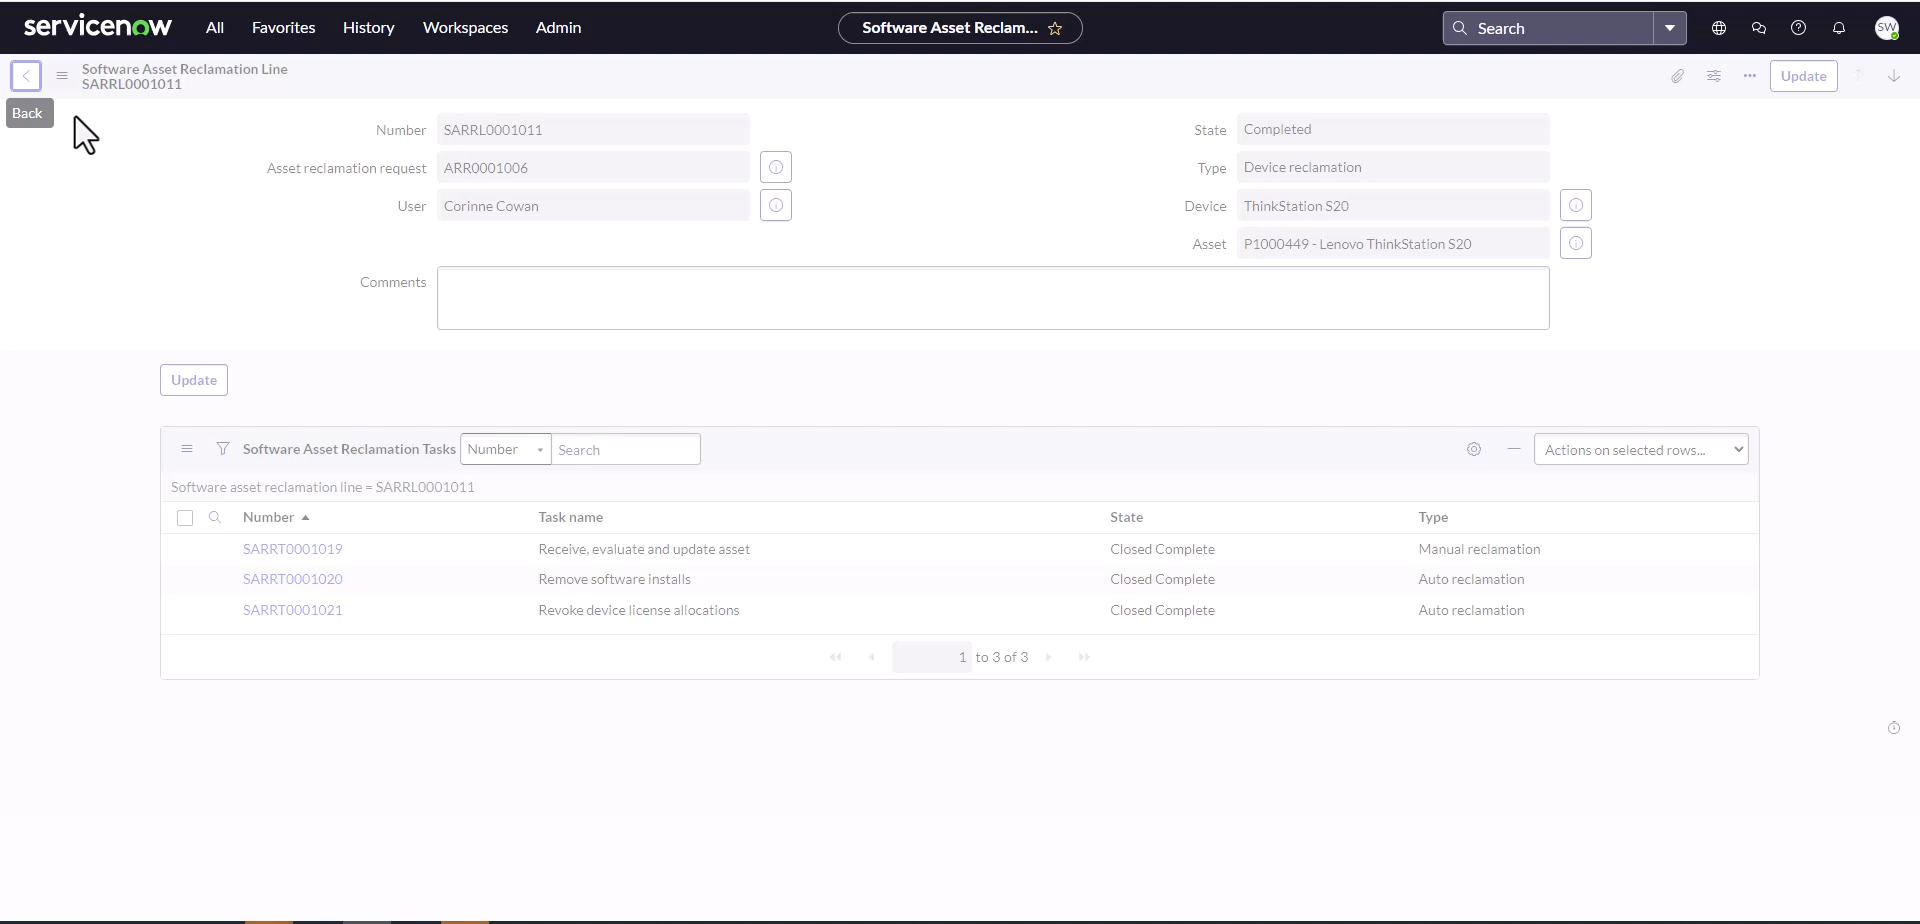 servicenow All Favorites History Workspaces Admin Software Asset Reclam... Search SW
Software Asset Reclamation Line
SARRL0001011
Update
Back
Number SARRL0001011 State Completed
Asset reclamation request ARR0001006 Type Device reclamation
User Corinne Cowan Device ThinkStation S20
Asset P1000449 - Lenovo ThinkStation S20
Comments
Update
Software Asset Reclamation Tasks Number Search Actions on selected rows...
Software asset reclamation line = SARRL0001011
Number Task name State Type
SARRT0001019 Receive, evaluate and update asset Closed Complete Manual reclamation
SARRT0001020 Remove software installs Closed Complete Auto reclamation
SARRT0001021 Revoke device license allocations Closed Complete Auto reclamation
1 to 3 of 3